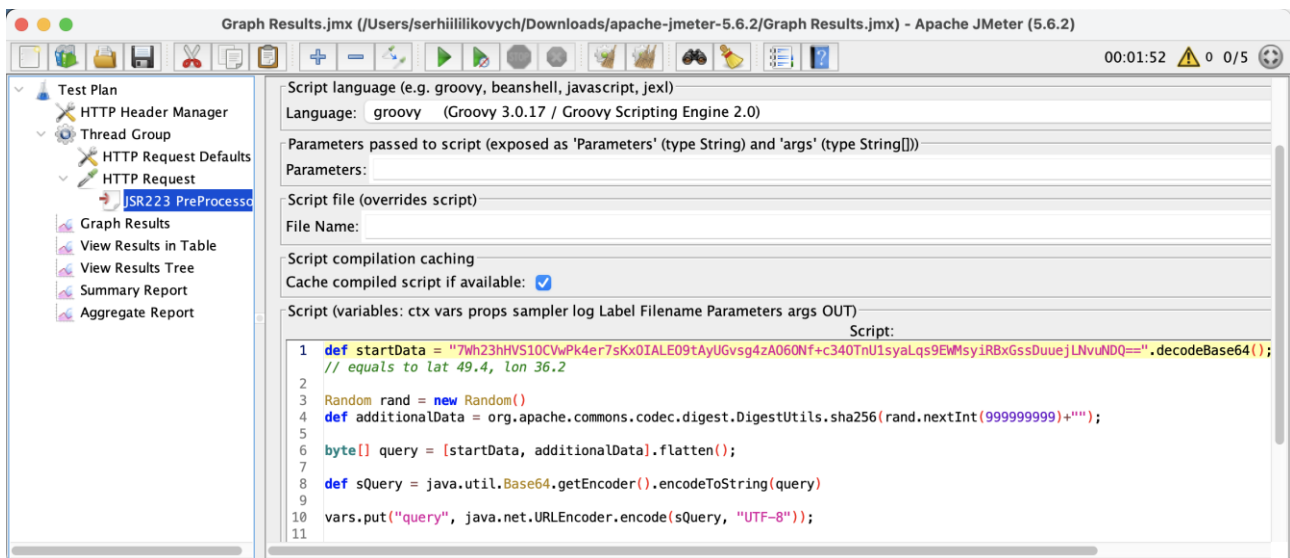 Graph Results.jmx (/Users/serhiililikovych/Downloads/apache-jmeter-5.6.2/Graph Results.jmx) - Apache JMeter (5.6.2)
00:01:52 0 0/5
Test Plan
HTTP Header Manager
Thread Group
HTTP Request Defaults
HTTP Request
JSR223 PreProcesso
Graph Results
View Results in Table
View Results Tree
Summary Report
Aggregate Report
Script language (e.g. groovy, beanshell, javascript, jexl)
Language: groovy (Groovy 3.0.17 / Groovy Scripting Engine 2.0)
Parameters passed to script (exposed as 'Parameters' (type String) and 'args' (type String[]))
Parameters:
Script file (overrides script)
File Name:
Script compilation caching
Cache compiled script if available:
Script (variables: ctx vars props sampler log Label Filename Parameters args OUT)
Script:
1 def startData = "7Wh23hHVS1OCVwPk4er7sKxOIALEO9tAyUGvsg4zAO6ONf+c34OTnU1syaLqs9EWMsyiRBxGssDuuejLNvuNDQ==".decodeBase64();
// equals to lat 49.4, lon 36.2
2
3 Random rand = new Random()
4 def additionalData = org.apache.commons.codec.digest.DigestUtils.sha256(rand.nextInt(999999999)+"");
5
6 byte[] query = [startData, additionalData].flatten();
7
8 def sQuery = java.util.Base64.getEncoder().encodeToString(query)
9
10 vars.put("query", java.net.URLEncoder.encode(sQuery, "UTF-8"));
11